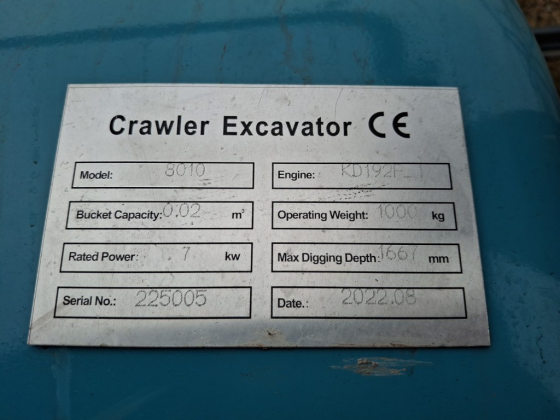 Crawler Excavator CE
Model: 8010 Engine:
Bucket Capacity: 0.02 m³ Operating Weight: 1000 kg
Rated Power: 7 kw Max Digging Depth: 1667 mm
Serial No.: 225005 Date.: 2022.08